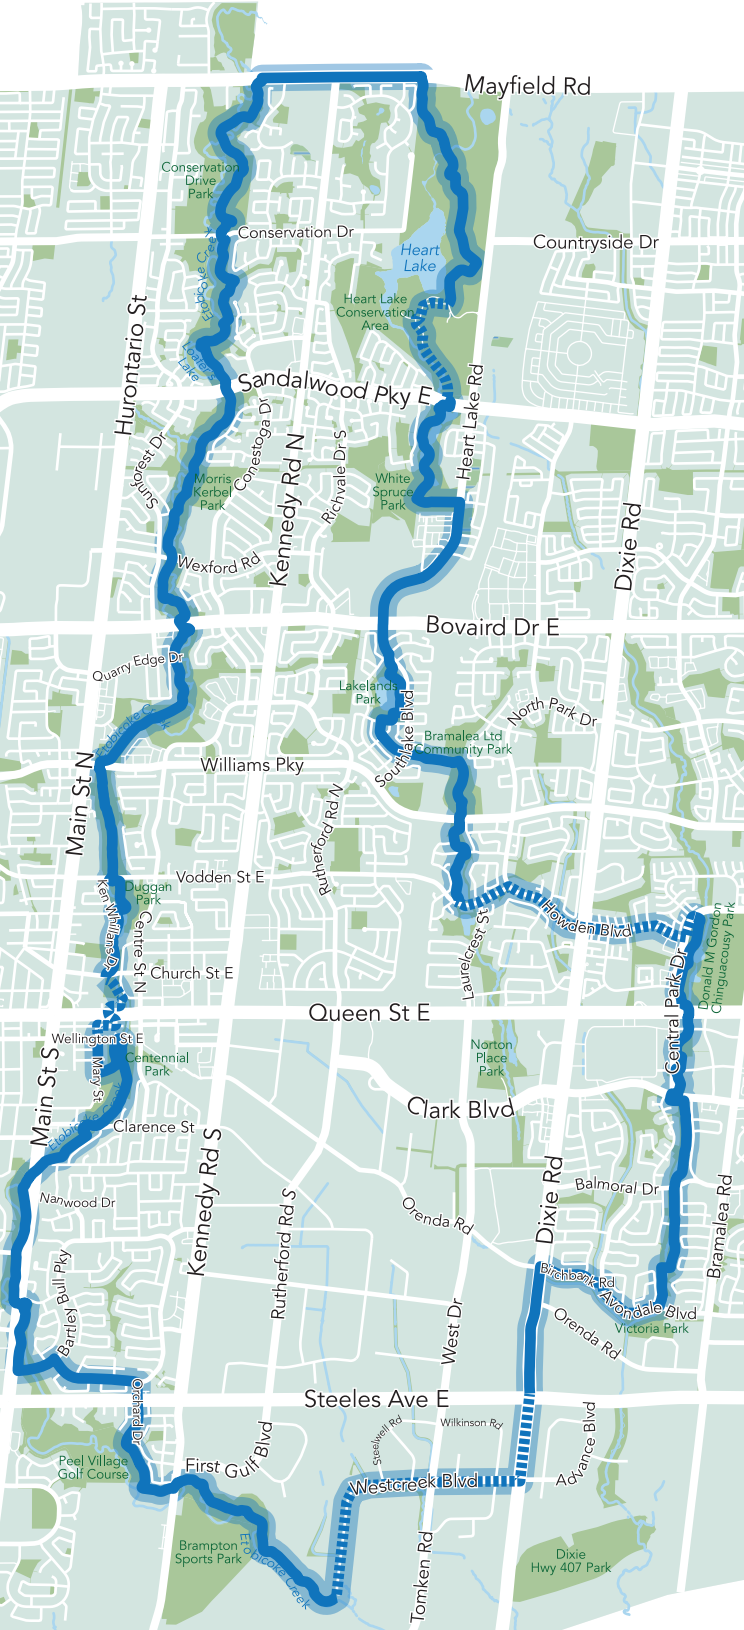 Mayfield Rd
Conservation
Drive
Park
Conservation Dr
Countryside Dr
Etobicoke Creek
Heart
Lake
Heart Lake
Conservation
Area
Hurontario St
Loafer's
Lake
Sandalwood Pky E
Heart Lake Rd
Conestoga Dr
Sunforest Dr
Kennedy Rd N
Richvale Dr S
Morris
Kerbel
Park
White
Spruce
Park
Dixie Rd
Wexford Rd
Bovaird Dr E
Quarry Edge Dr
Lakelands
Park
Southlake Blvd
North Park Dr
Etobicoke Creek
Bramalea Ltd
Community Park
Main St N
Williams Pky
Rutherford Rd N
Vodden St E
Duggan
Park
Ken Whillans Dr
Centre St N
Howden Blvd
Laurelcrest St
Donald M Gordon
Chinguacousy Park
Central Park Dr
Church St E
Queen St E
Wellington St E
Mary St
Centennial
Park
Norton
Place
Park
Main St S
Etobicoke Creek
Clark Blvd
Clarence St
Kennedy Rd S
Nanwood Dr
Rutherford Rd S
Orenda Rd
Dixie Rd
Balmoral Dr
Bramalea Rd
Bartley Bull Pky
Birchbank Rd
Avondale Blvd
Victoria Park
Orenda Rd
West Dr
Steeles Ave E
Orchard Dr
Steelwell Rd
Wilkinson Rd
Advance Blvd
Peel Village
Golf Course
First Gulf Blvd
Westcreek Blvd
Brampton
Sports Park
Etobicoke Creek
Tomken Rd
Dixie
Hwy 407 Park